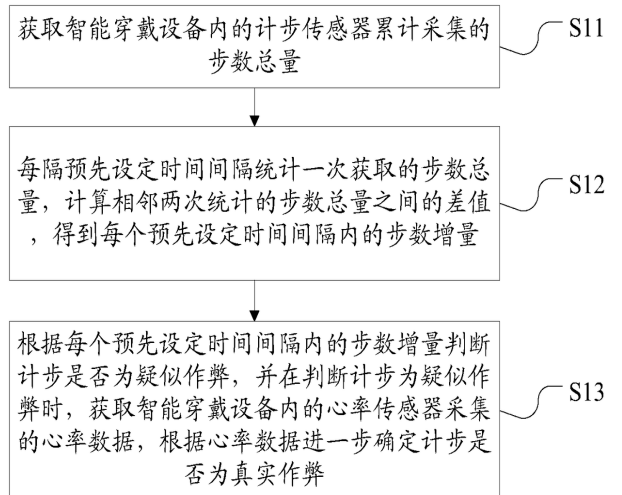 获取智能穿戴设备内的计步传感器累计采集的
步数总量
S11
每隔预先设定时间间隔统计一次获取的步数总
量，计算相邻两次统计的步数总量之间的差值
，得到每个预先设定时间间隔内的步数增量
S12
根据每个预先设定时间间隔内的步数增量判断
计步是否为疑似作弊，并在判断计步为疑似作
弊时，获取智能穿戴设备内的心率传感器采集
的心率数据，根据心率数据进一步确定计步是
否为真实作弊
S13